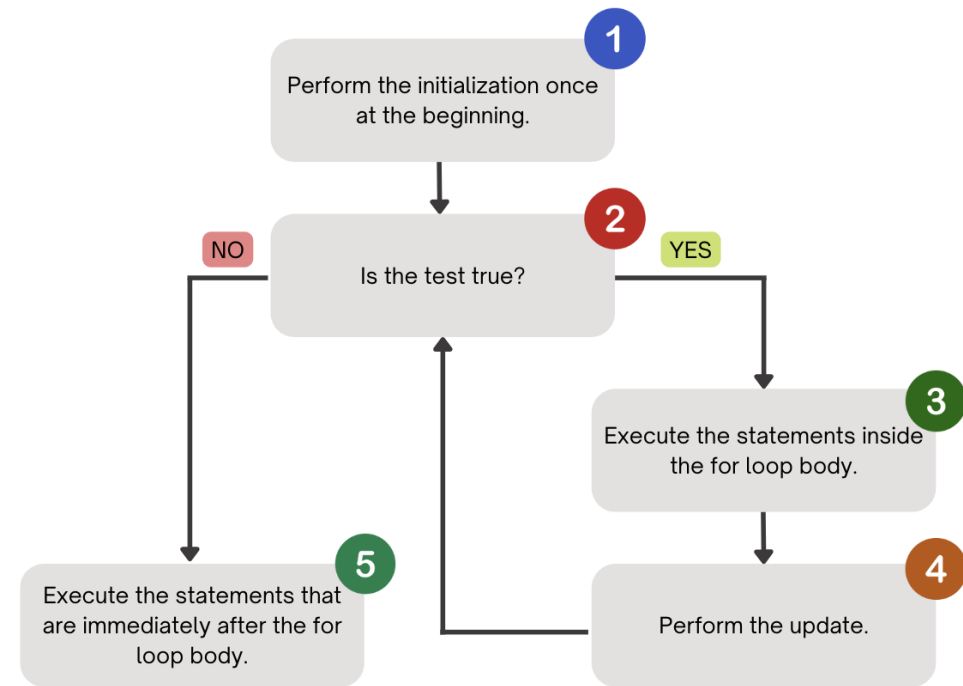 1
Perform the initialization once
at the beginning.
2
NO
YES
Is the test true?
3
Execute the statements inside
the for loop body.
5
4
Execute the statements that
are immediately after the for
loop body.
Perform the update.